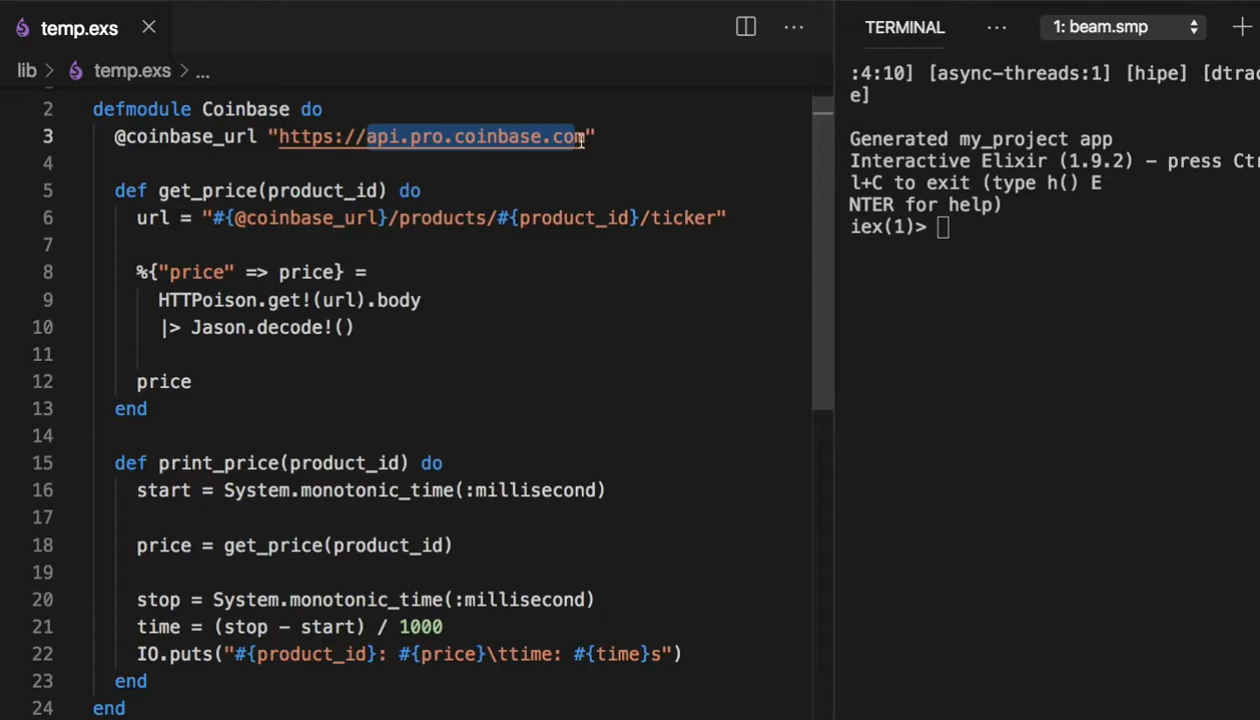 temp.exs
lib > temp.exs > ...
2 defmodule Coinbase do
3 @coinbase_url "https://api.pro.coinbase.com"
4
5 def get_price(product_id) do
6 url = "#{@coinbase_url}/products/#{product_id}/ticker"
7
8 %{"price" => price} =
9 HTTPoison.get!(url).body
10 |> Jason.decode!()
11
12 price
13 end
14
15 def print_price(product_id) do
16 start = System.monotonic_time(:millisecond)
17
18 price = get_price(product_id)
19
20 stop = System.monotonic_time(:millisecond)
21 time = (stop - start) / 1000
22 IO.puts("#{product_id}: #{price}\ttime: #{time}s")
23 end
24 end
TERMINAL ... 1: beam.smp
:4:10] [async-threads:1] [hipe] [dtrac
e]
Generated my_project app
Interactive Elixir (1.9.2) - press Ctr
l+C to exit (type h() E
NTER for help)
iex(1)>